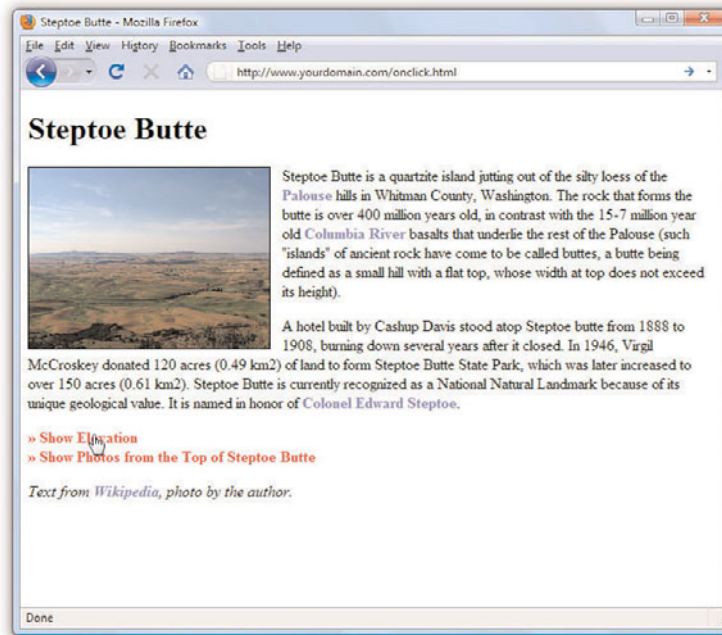 Steptoe Butte - Mozilla Firefox
File Edit View History Bookmarks Tools Help
http://www.yourdomain.com/onclick.html
Steptoe Butte
Steptoe Butte is a quartzite island jutting out of the silty loess of the
Palouse hills in Whitman County, Washington. The rock that forms the
butte is over 400 million years old, in contrast with the 15-7 million year
old Columbia River basalts that underlie the rest of the Palouse (such
"islands" of ancient rock have come to be called buttes, a butte being
defined as a small hill with a flat top, whose width at top does not exceed
its height).
A hotel built by Cashup Davis stood atop Steptoe butte from 1888 to
1908, burning down several years after it closed. In 1946, Virgil
McCroskey donated 120 acres (0.49 km2) of land to form Steptoe Butte State Park, which was later increased to
over 150 acres (0.61 km2). Steptoe Butte is currently recognized as a National Natural Landmark because of its
unique geological value. It is named in honor of Colonel Edward Steptoe.
» Show Elevation
» Show Photos from the Top of Steptoe Butte
Text from Wikipedia, photo by the author.
Done